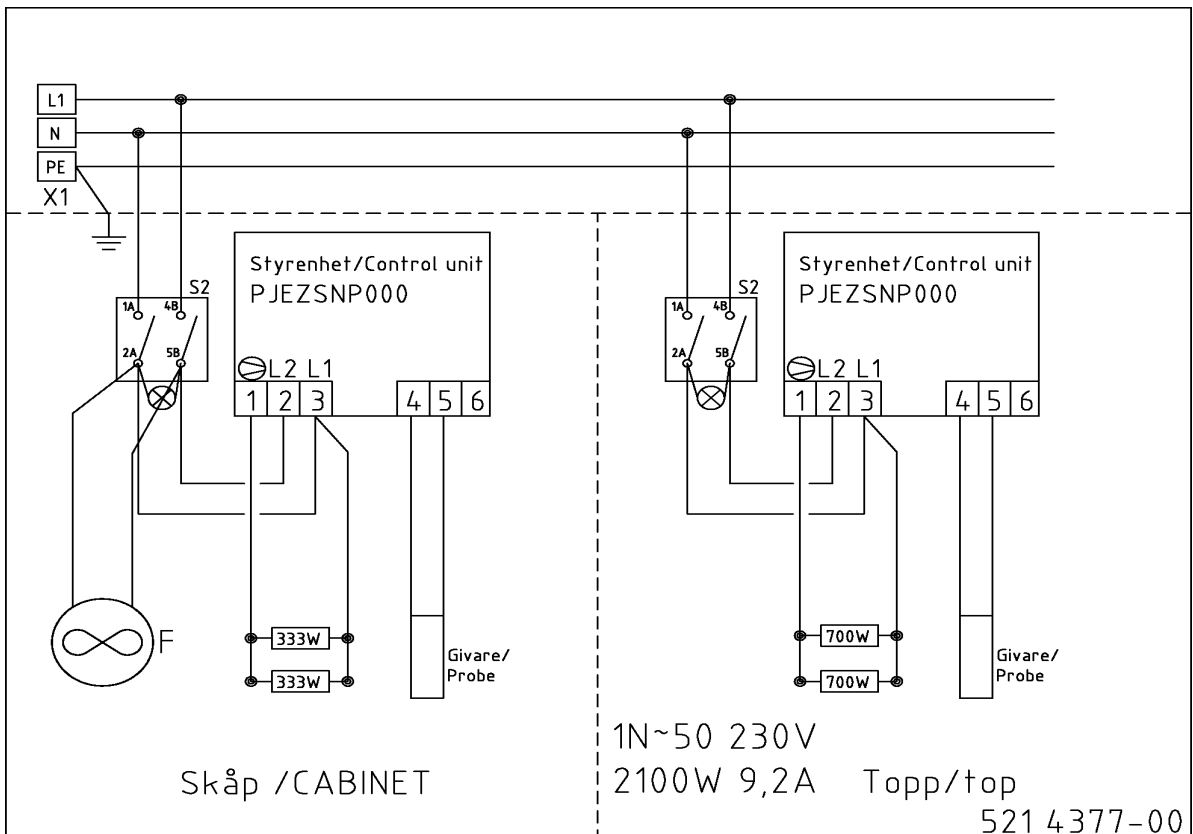 L1
N
PE
X1
Styrenhet/Control unit
PJEZSNP000
S2
1A 4B
2A 5B
L2 L1
1 2 3 4 5 6
F
333W
333W
Givare/
Probe
Skåp /CABINET
Styrenhet/Control unit
PJEZSNP000
S2
1A 4B
2A 5B
L2 L1
1 2 3 4 5 6
700W
700W
Givare/
Probe
1N~50 230V
2100W 9,2A Topp/top
521 4377-00